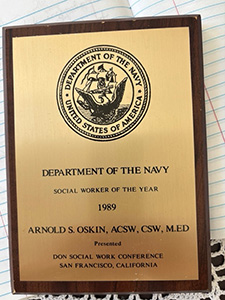 DEPARTMENT OF THE NAVY
UNITED STATES OF AMERICA
DEPARTMENT OF THE NAVY
SOCIAL WORKER OF THE YEAR
1989
ARNOLD S. OSKIN, ACSW, CSW, M.ED
Presented
DON SOCIAL WORK CONFERENCE
SAN FRANCISCO, CALIFORNIA